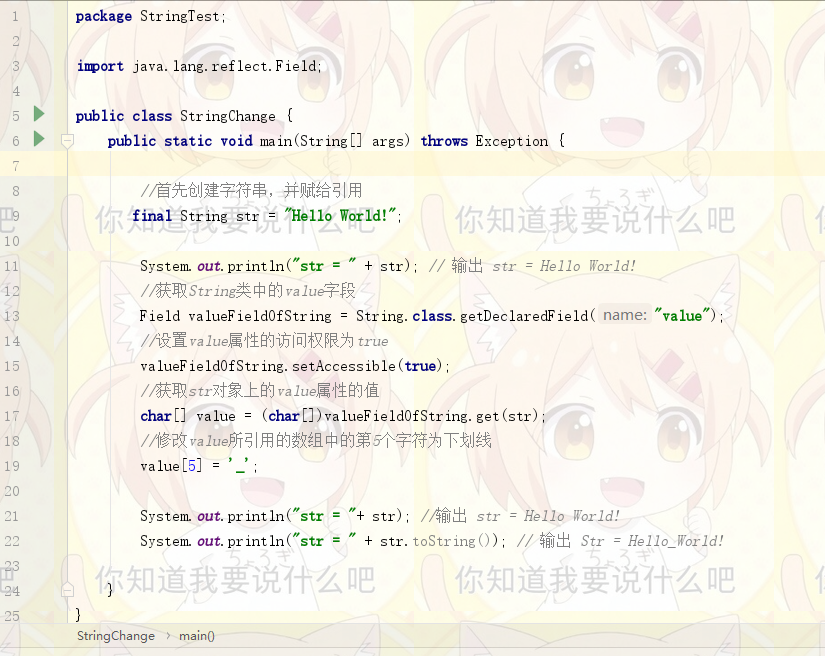 1 package StringTest;
2
3 import java.lang.reflect.Field;
4
5 public class StringChange {
6 public static void main(String[] args) throws Exception {
7
8 //首先创建字符串，并赋给引用
9 final String str = "Hello World!";
你知道我要说什么吧 你知道我要说什么吧
10
11 System.out.println("str = " + str); // 输出 str = Hello World!
12 //获取String类中的value字段
13 Field valueFieldOfString = String.class.getDeclaredField( name: "value");
14 //设置value属性的访问权限为true
15 valueFieldOfString.setAccessible(true);
16 //获取str对象上的value属性的值
17 char[] value = (char[])valueFieldOfString.get(str);
18 //修改value所引用的数组中的第5个字符为下划线
19 value[5] = '_';
20
21 System.out.println("str = "+ str); //输出 str = Hello World!
22 System.out.println("str = " + str.toString()); // 输出 Str = Hello_World!
23
24 }
你知道我要说什么吧 你知道我要说什么吧
25 }
StringChange › main()